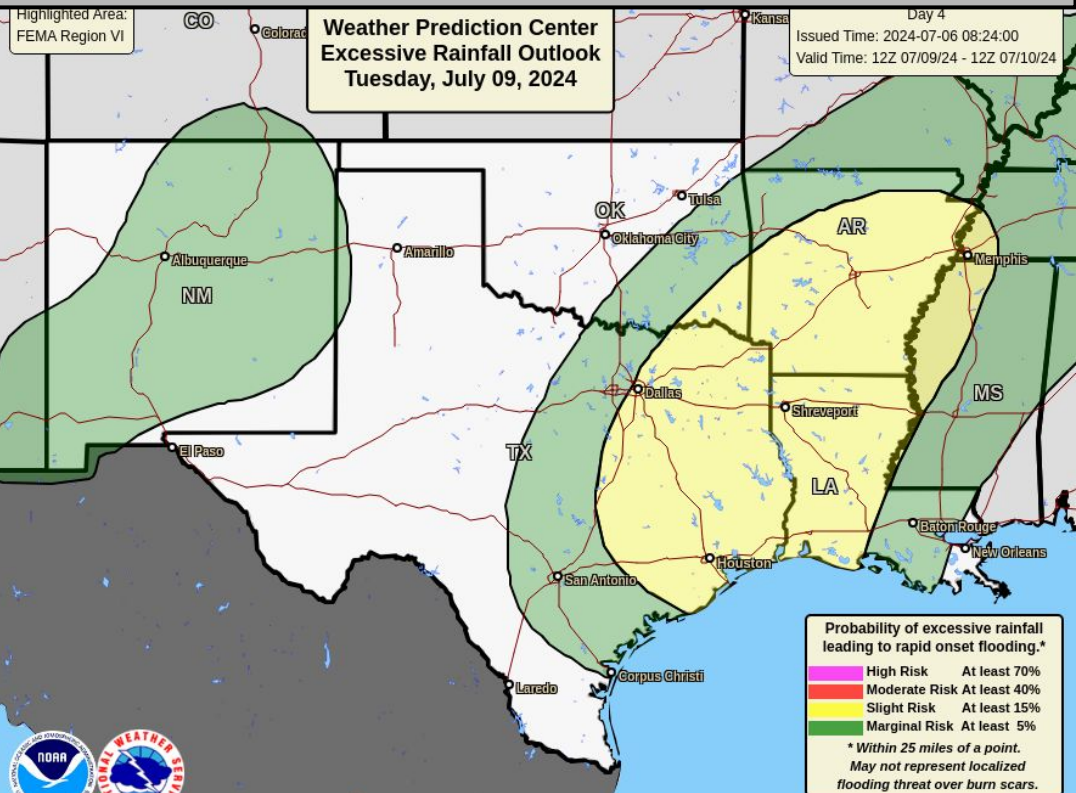 Highlighted Area:
FEMA Region VI
Weather Prediction Center
Excessive Rainfall Outlook
Tuesday, July 09, 2024
Day 4
Issued Time: 2024-07-06 08:24:00
Valid Time: 12Z 07/09/24 - 12Z 07/10/24
CO
Colorad
Kansa
Tulsa
OK
Oklahoma City
AR
Amarillo
Albuquerque
Memphis
NM
Dallas
MS
Shreveport
TX
El Paso
LA
Baton Rouge
New Orleans
Houston
San Antonio
Corpus Christi
Laredo
Probability of excessive rainfall
leading to rapid onset flooding.*
High Risk At least 70%
Moderate Risk At least 40%
Slight Risk At least 15%
Marginal Risk At least 5%
* Within 25 miles of a point.
May not represent localized
flooding threat over burn scars.
NOAA
NATIONAL WEATHER SERV